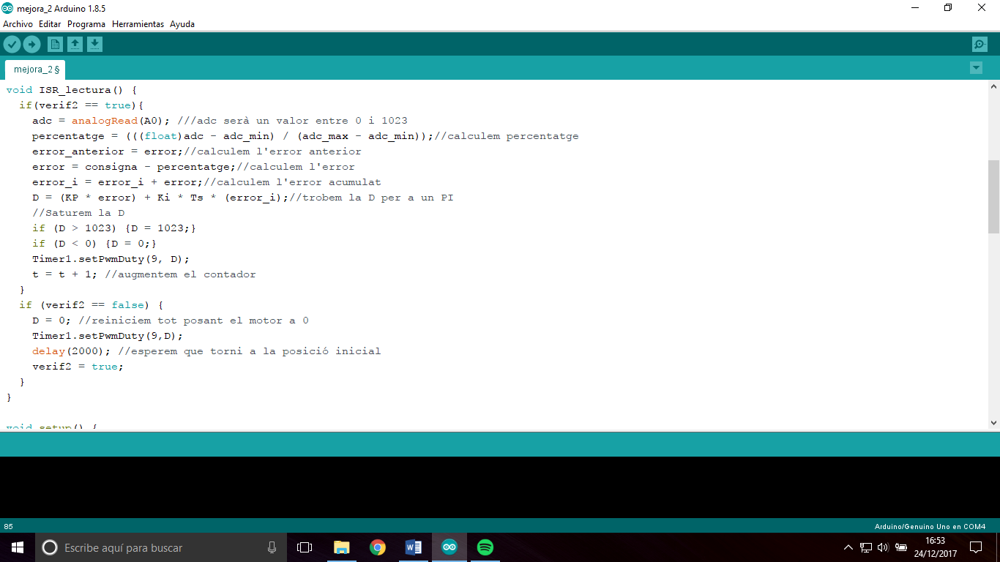 mejora_2 Arduino 1.8.5
Archivo Editar Programa Herramientas Ayuda
mejora_2 §
void ISR_lectura() {
if(verif2 == true){
adc = analogRead(A0); ///adc serà un valor entre 0 i 1023
percentatge = (((float)adc - adc_min) / (adc_max - adc_min));//calculem percentatge
error_anterior = error;//calculem l'error anterior
error = consigna - percentatge;//calculem l'error
error_i = error_i + error;//calculem l'error acumulat
D = (KP * error) + Ki * Ts * (error_i);//trobem la D per a un PI
//Saturem la D
if (D > 1023) {D = 1023;}
if (D < 0) {D = 0;}
Timer1.setPwmDuty(9, D);
t = t + 1; //augmentem el contador
}
if (verif2 == false) {
D = 0; //reiniciem tot posant el motor a 0
Timer1.setPwmDuty(9,D);
delay(2000); //esperem que torni a la posició inicial
verif2 = true;
}
}
void setup() {
85
Arduino/Genuino Uno en COM4
Escribe aquí para buscar
16:53
24/12/2017